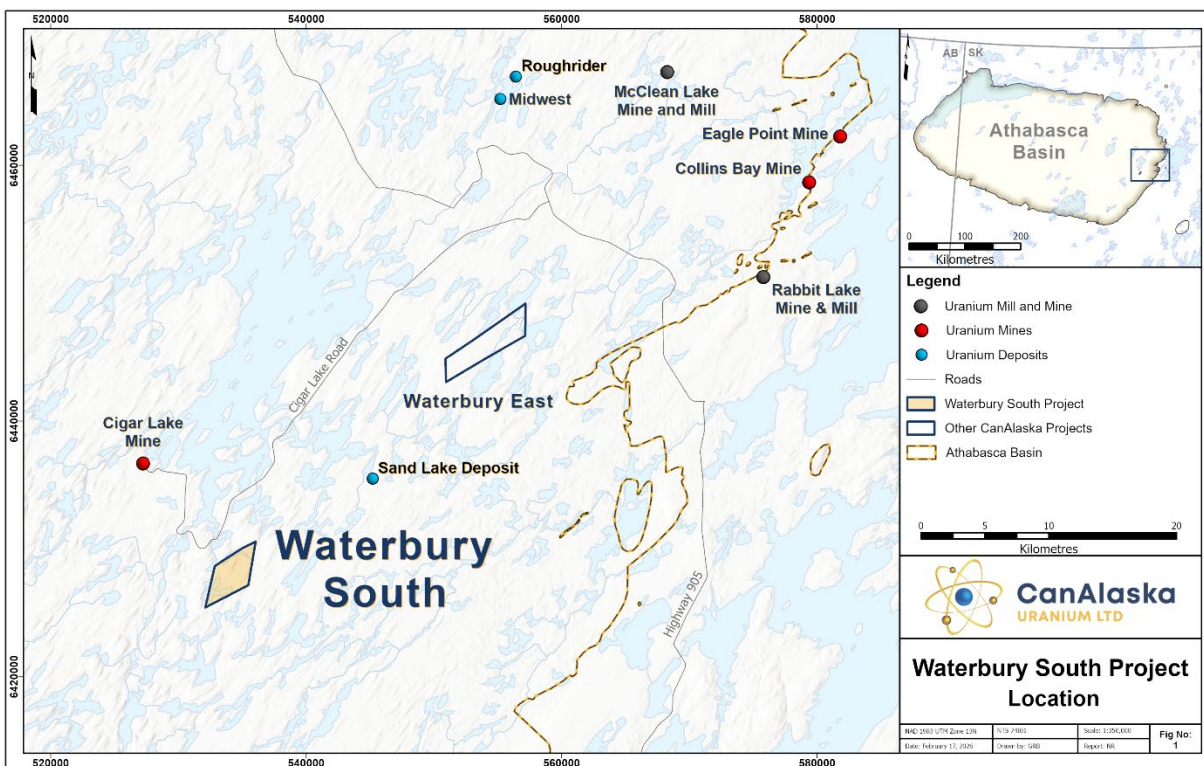 520000
540000
560000
580000
6460000
6440000
6420000
N
Roughrider
Midwest
McClean Lake
Mine and Mill
Eagle Point Mine
Collins Bay Mine
Rabbit Lake
Mine & Mill
Cigar Lake Road
Waterbury East
Cigar Lake
Mine
Sand Lake Deposit
Waterbury
South
Highway 905
520000
540000
560000
580000
AB
SK
Athabasca
Basin
0
100
200
Kilometres
Legend
Uranium Mill and Mine
Uranium Mines
Uranium Deposits
Roads
Waterbury South Project
Other CanAlaska Projects
Athabasca Basin
0
5
10
20
Kilometres
CanAlaska
URANIUM LTD
Waterbury South Project
Location
NAD 1983 UTM Zone 13N
Scale: 1:350,000
Fig No:
1
Date: February 17, 2026
Drawn by: GRB
Report: NR